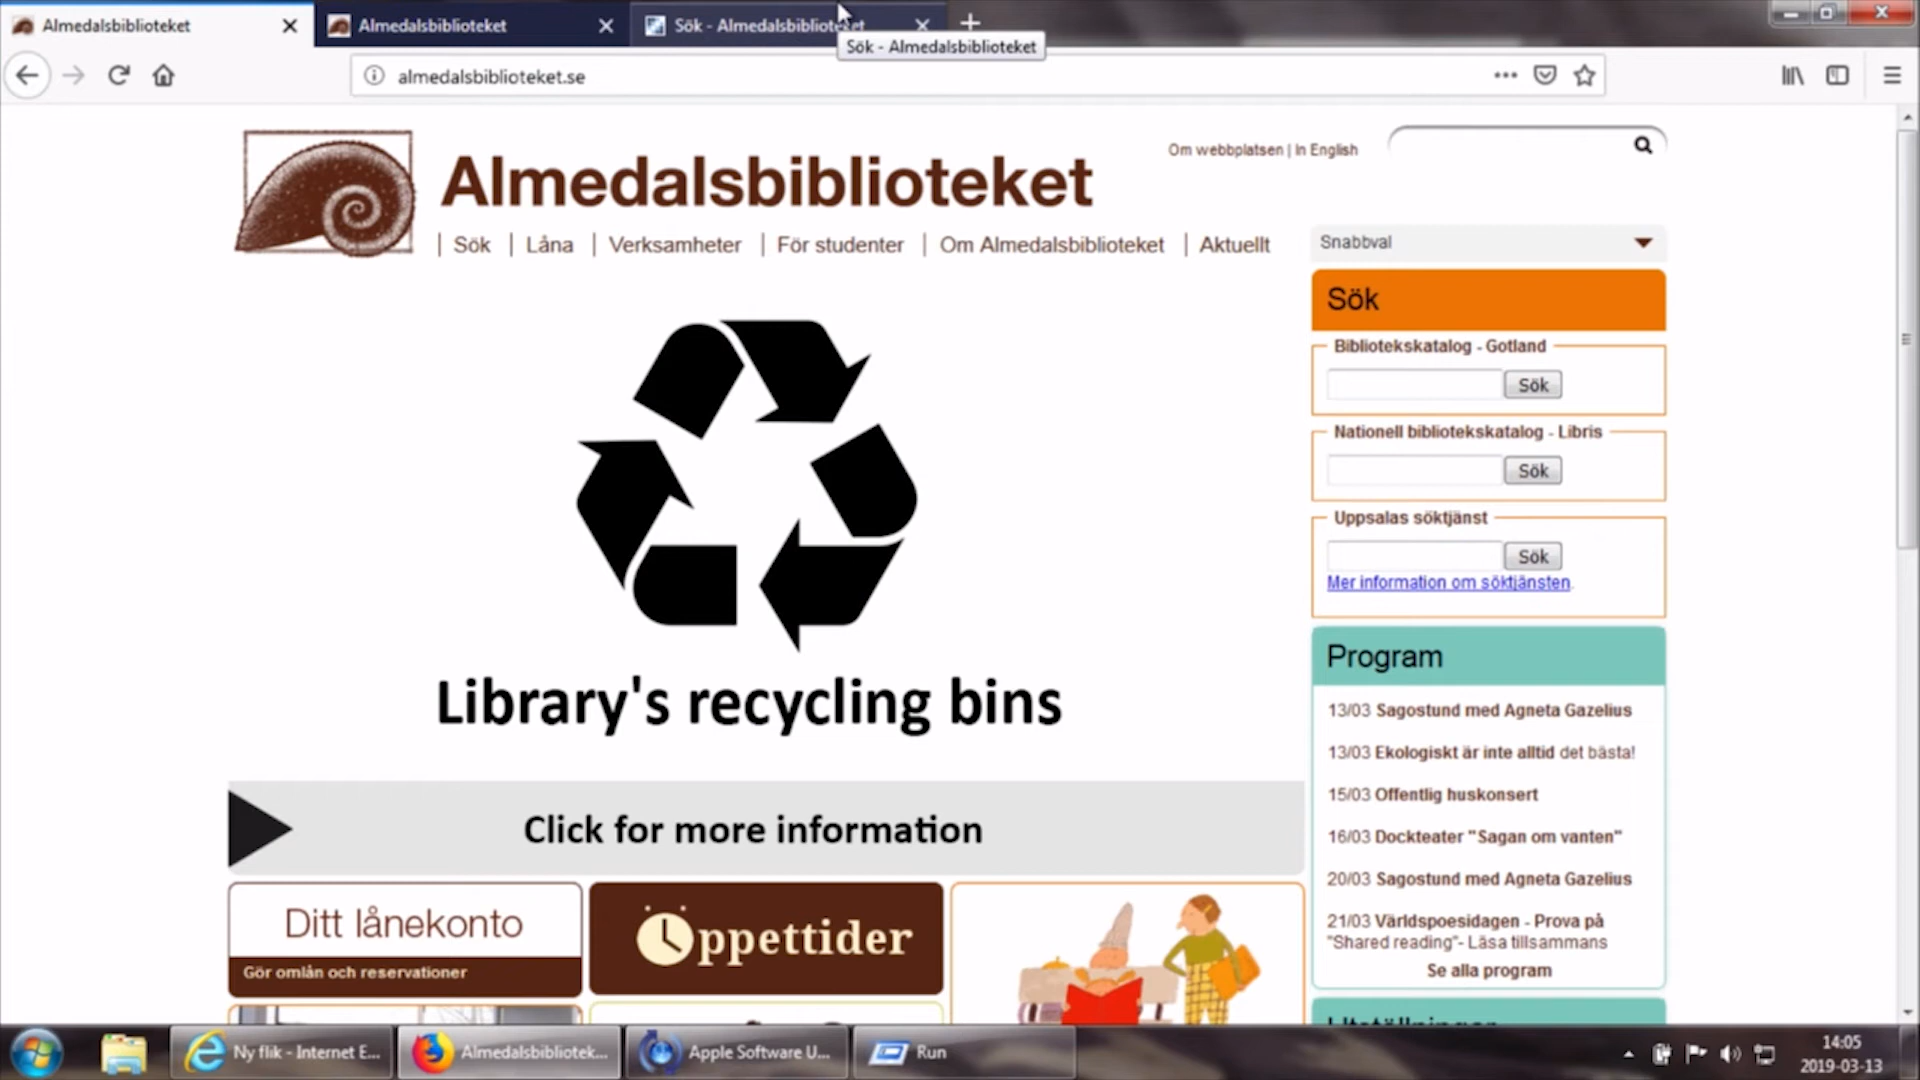 Almedalsbiblioteket
Almedalsbiblioteket
Sök - Almedalsbiblioteket
Sök - Almedalsbiblioteket
almedalsbiblioteket.se
Almedalsbiblioteket
Om webbplatsen | In English
| Sök | Låna | Verksamheter | För studenter | Om Almedalsbiblioteket | Aktuellt
Snabbval
Sök
Bibliotekskatalog - Gotland
Sök
Nationell bibliotekskatalog - Libris
Sök
Uppsalas söktjänst
Sök
Mer information om söktjänsten.
Library's recycling bins
Click for more information
Program
13/03 Sagostund med Agneta Gazelius
13/03 Ekologiskt är inte alltid det bästa!
15/03 Offentlig huskonsert
16/03 Dockteater "Sagan om vanten"
20/03 Sagostund med Agneta Gazelius
21/03 Världspoesidagen - Prova på
"Shared reading"- Läsa tillsammans
Se alla program
Ditt lånekonto
Gör omlån och reservationer
ppettider
Utställningar
Ny flik - Internet E...
Almedalsbibliotek...
Apple Software U...
Run
14:05
2019-03-13